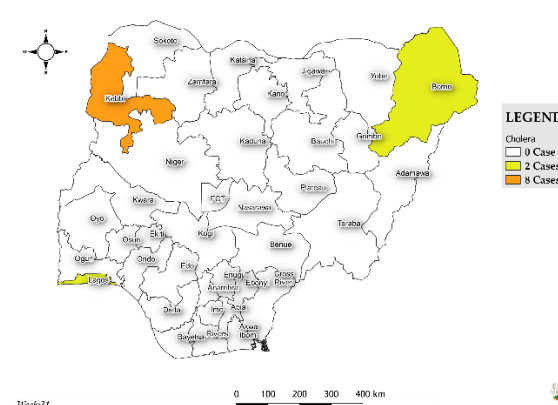 Sokoto
Katsina
Jigawa
Yobe
Borno
Zamfara
Kebbi
Kano
Gombe
Kaduna
Bauchi
Adamawa
Niger
Plateau
Kwara
FCT
Nasarawa
Taraba
Oyo
Osun
Ekiti
Kogi
Benue
Ogun
Ondo
Edo
Lagos
Enugu
Ebony
Cross
River
Anambra
Delta
Imo
Abia
Bayelsa
Rivers
Akwa
Ibom
LEGEND
Cholera
0 Case
2 Cases
8 Cases
0 100 200 300 400 km